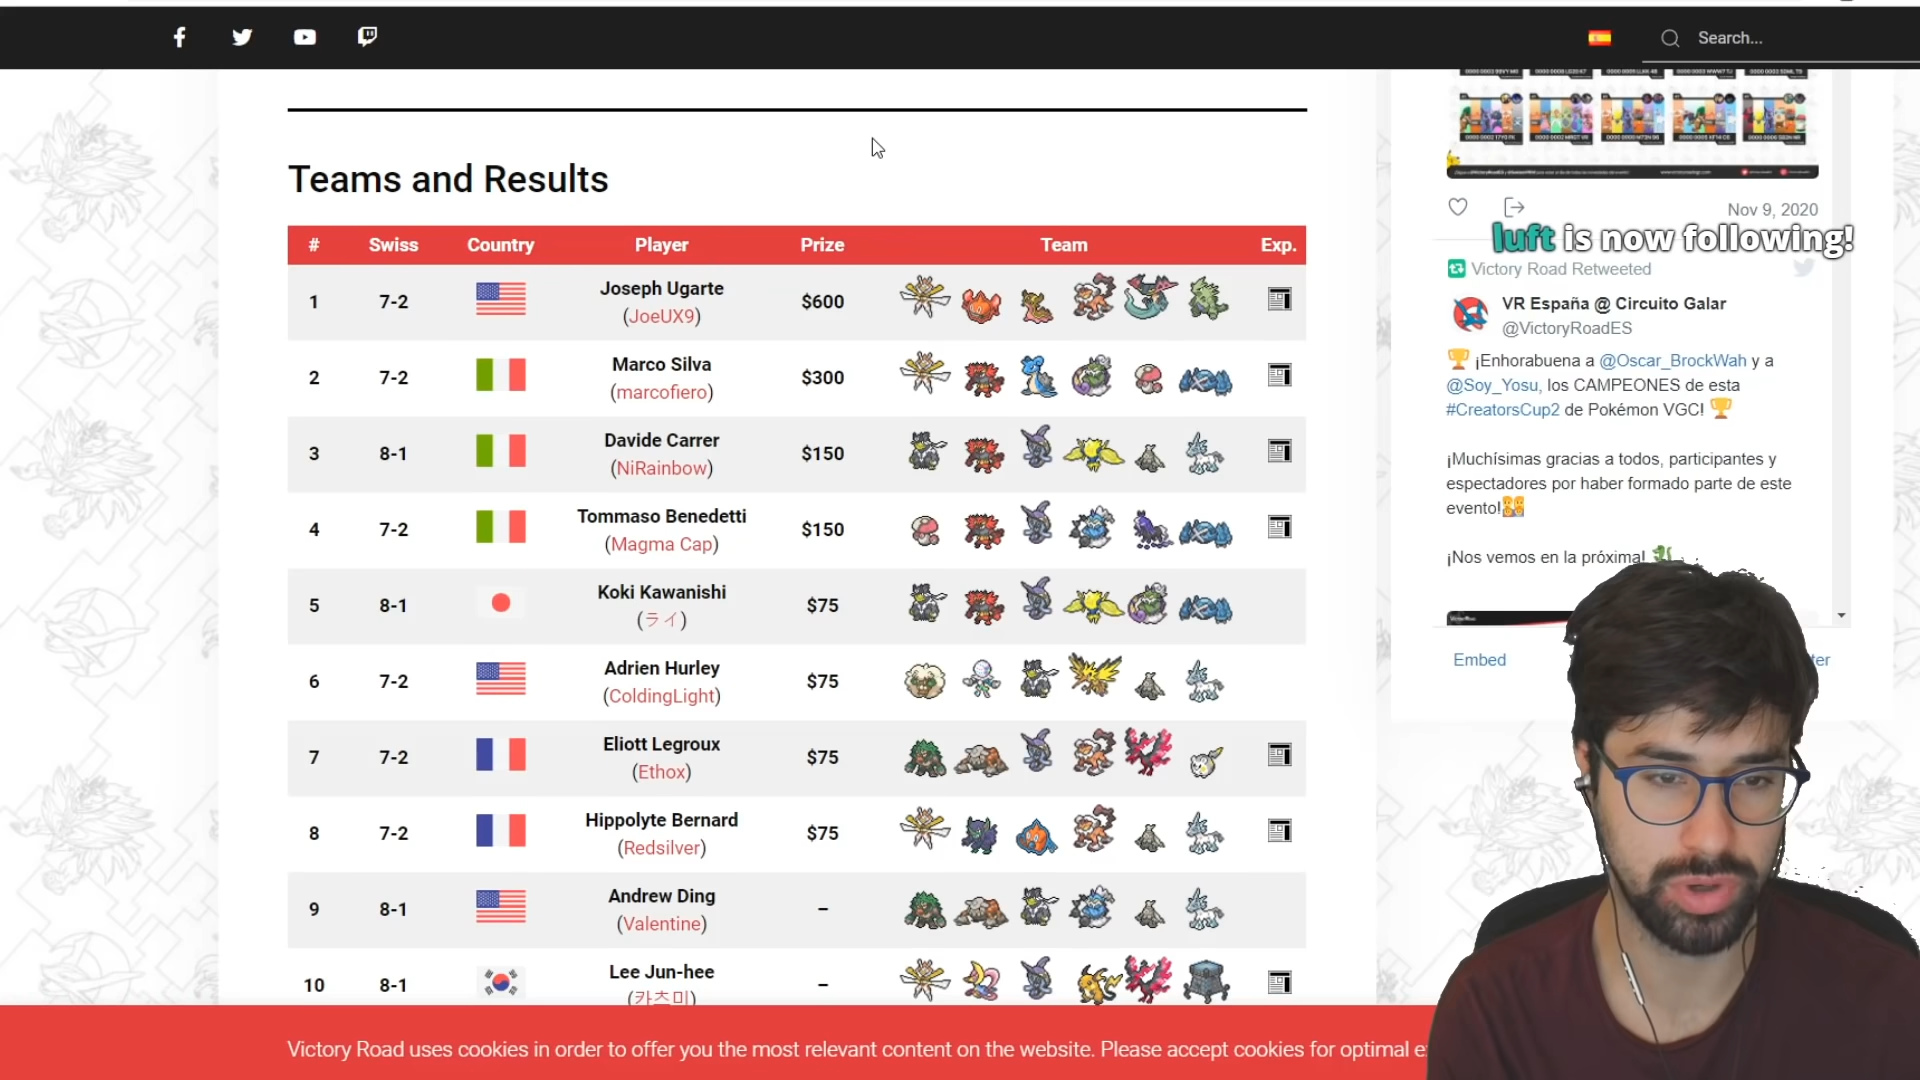 Search...
Teams and Results
# Swiss Country Player Prize Team Exp.
1 7-2 Joseph Ugarte (JoeUX9) $600
2 7-2 Marco Silva (marcofiero) $300
3 8-1 Davide Carrer (NiRainbow) $150
4 7-2 Tommaso Benedetti (Magma Cap) $150
5 8-1 Koki Kawanishi (ライ) $75
6 7-2 Adrien Hurley (ColdingLight) $75
7 7-2 Eliott Legroux (Ethox) $75
8 7-2 Hippolyte Bernard (Redsilver) $75
9 8-1 Andrew Ding (Valentine) –
10 8-1 Lee Jun-hee (카츠미) –
Victory Road uses cookies in order to offer you the most relevant content on the website. Please accept cookies for optimal
Nov 9, 2020
luft is now following!
Victory Road Retweeted
VR España @ Circuito Galar
@VictoryRoadES
¡Enhorabuena a @Oscar_BrockWah y a
@Soy_Yosu, los CAMPEONES de esta
#CreatorsCup2 de Pokémon VGC!
¡Muchísimas gracias a todos, participantes y
espectadores por haber formado parte de este
evento!
¡Nos vemos en la próxima!
Embed